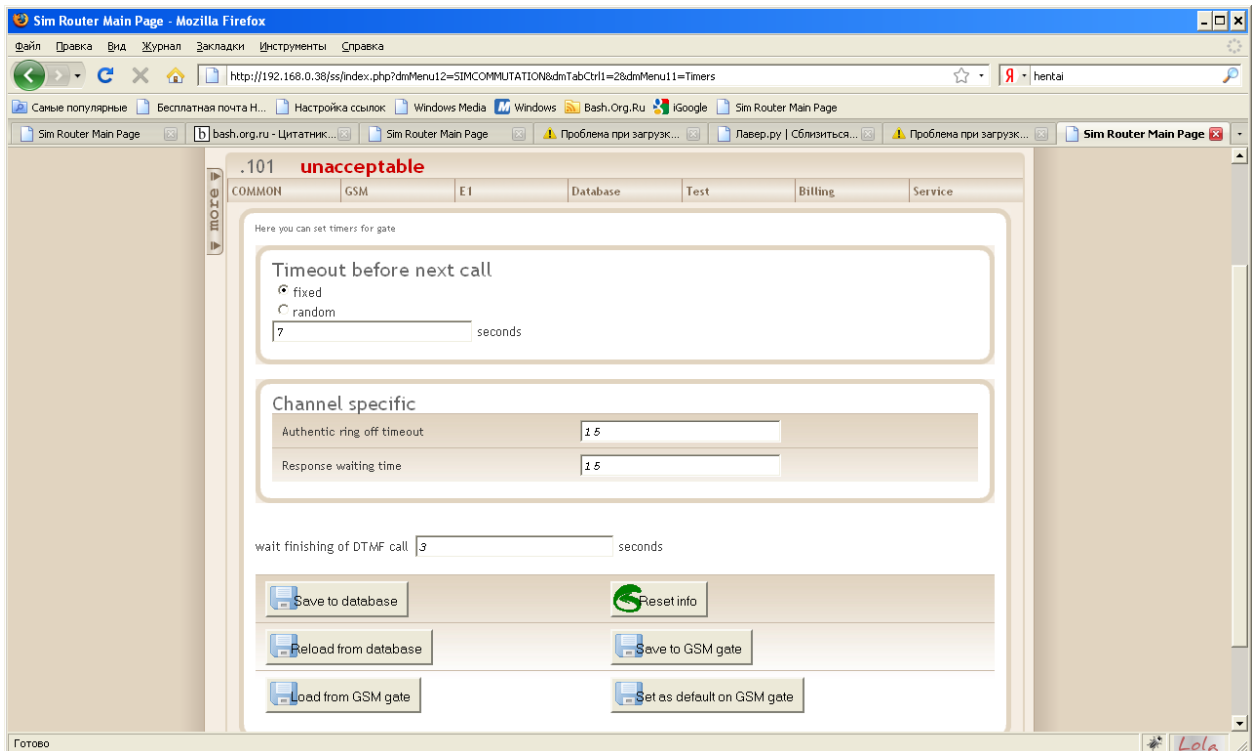 Sim Router Main Page - Mozilla Firefox
Файл Правка Вид Журнал Закладки Инструменты Справка
http://192.168.0.38/ss/index.php?dmMenu12=SIMCOMMUTATION&dmTabCtrl1=2&dmMenu11=Timers
Я hentai
Самые популярные Бесплатная почта H... Настройка ссылок Windows Media Windows Bash.Org.Ru iGoogle Sim Router Main Page
Sim Router Main Page bash.org.ru - Цитатник... Sim Router Main Page Проблема при загрузк... Лавер.ру | Сблизиться... Проблема при загрузк... Sim Router Main Page
more
.101 unacceptable
COMMON GSM E1 Database Test Billing Service
Here you can set timers for gate
Timeout before next call
fixed
random
7 seconds
Channel specific
Authentic ring off timeout 15
Response waiting time 15
wait finishing of DTMF call 3 seconds
Save to database Reset info
Reload from database Save to GSM gate
Load from GSM gate Set as default on GSM gate
Готово Lola